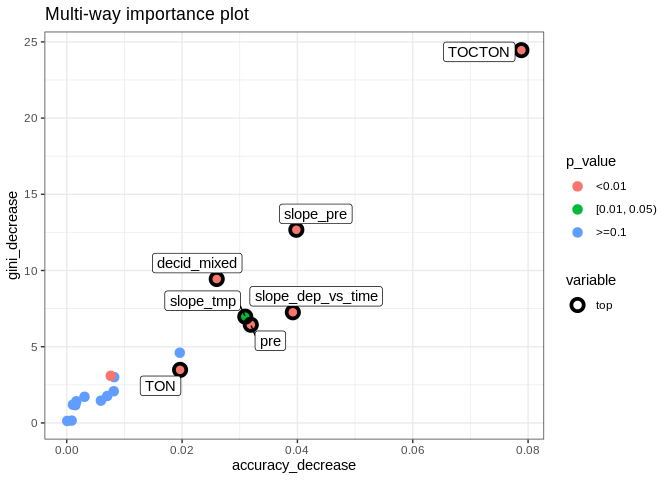 Multi-way importance plot
25
20
15
10
5
0
gini_decrease
TOCTON
slope_pre
decid_mixed
slope_tmp
slope_dep_vs_time
pre
TON
0.00
0.02
0.04
0.06
0.08
accuracy_decrease
p_value
<0.01
[0.01, 0.05)
>=0.1
variable
top